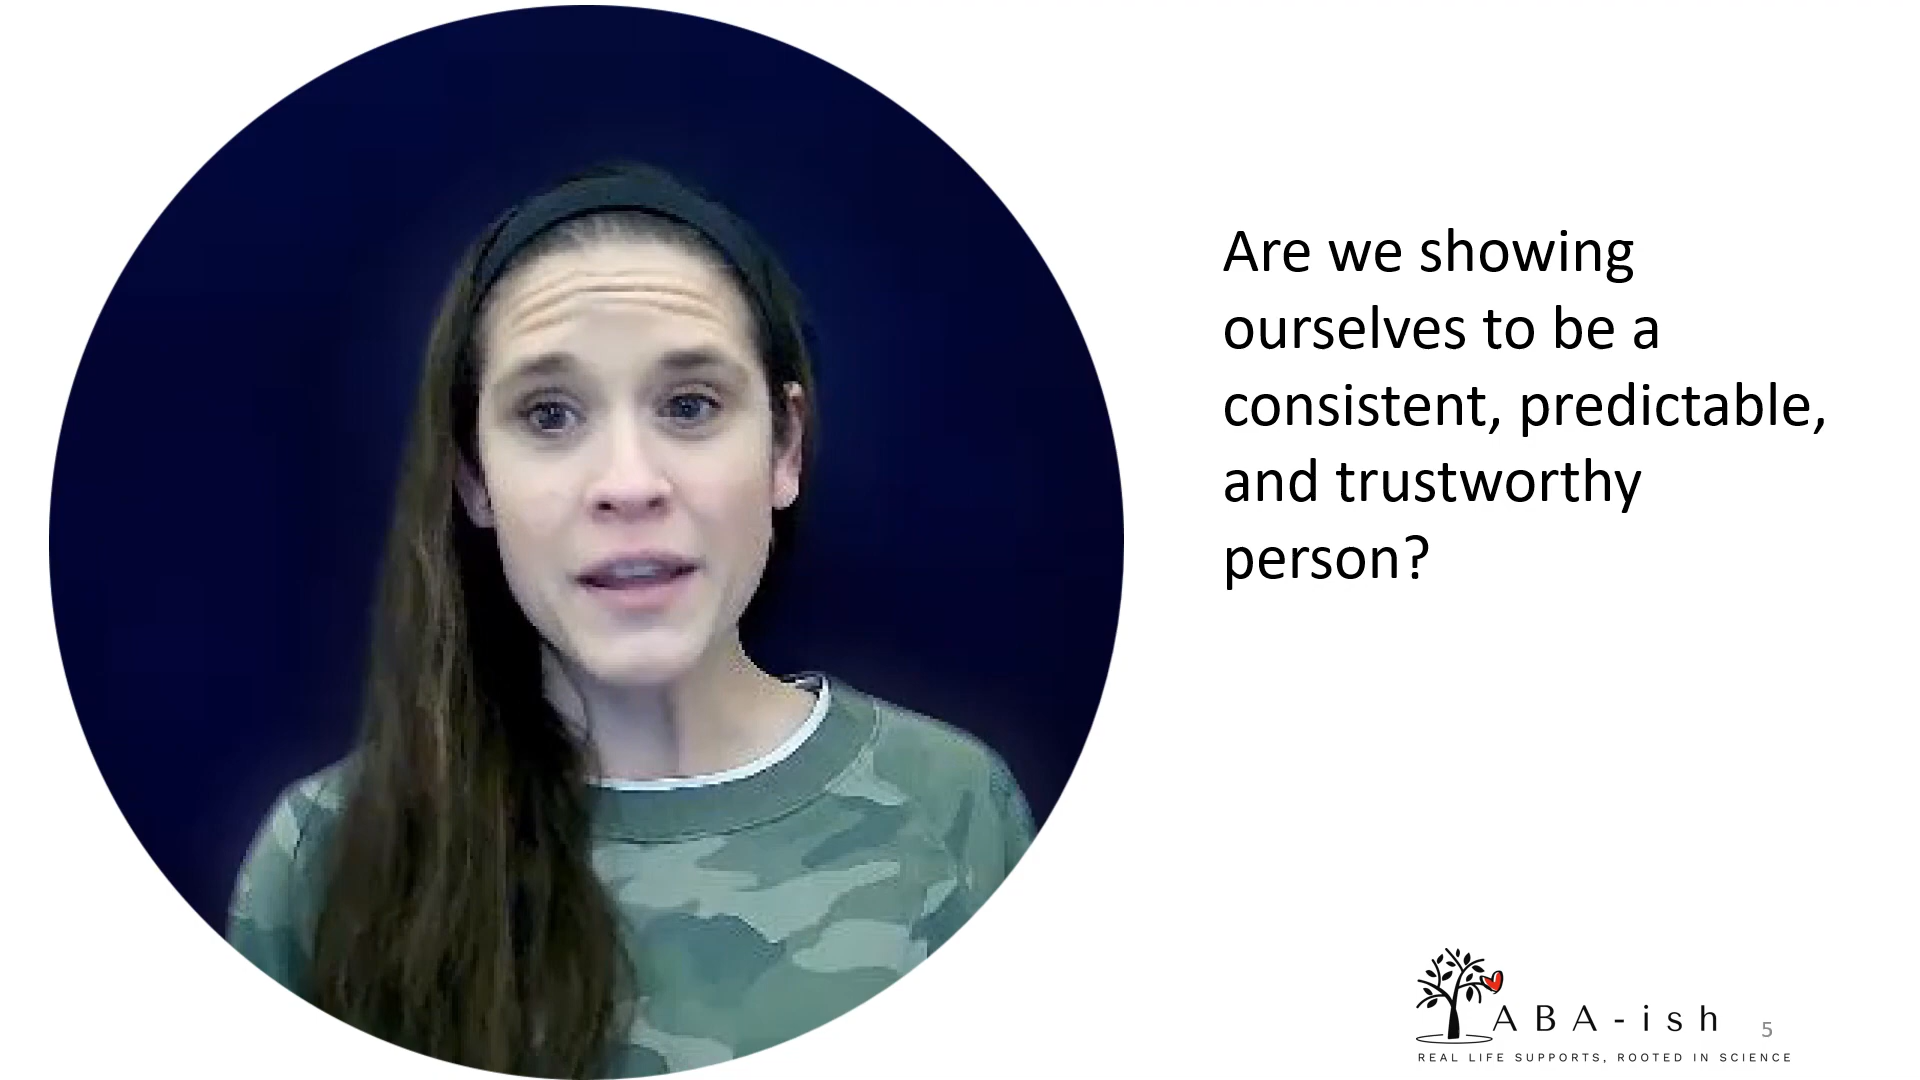 Are we showing
ourselves to be a
consistent, predictable,
and trustworthy
person?
ABA-ish
5
REAL LIFE SUPPORTS, ROOTED IN SCIENCE